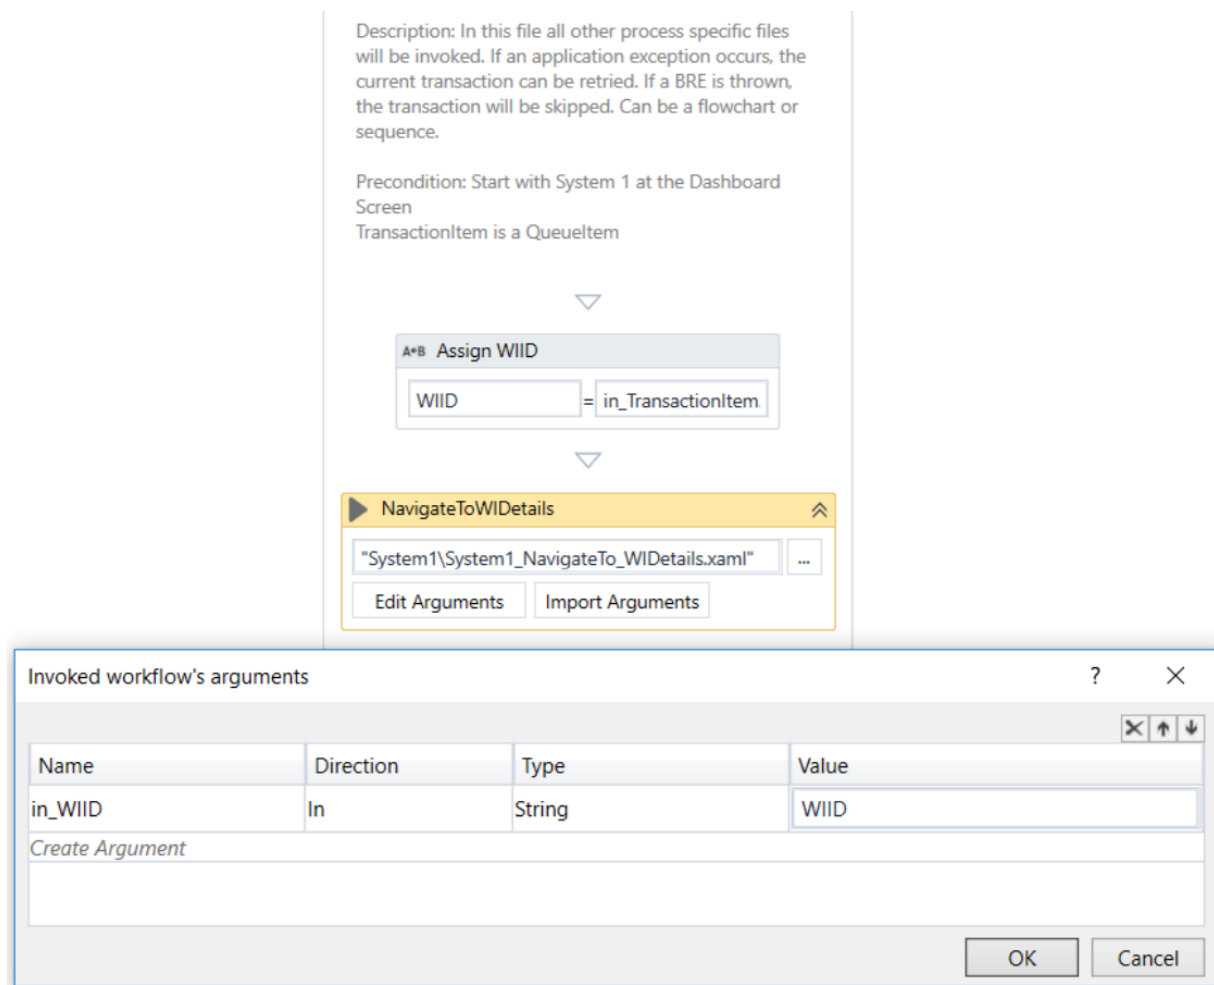 Description: In this file all other process specific files
will be invoked. If an application exception occurs, the
current transaction can be retried. If a BRE is thrown,
the transaction will be skipped. Can be a flowchart or
sequence.
Precondition: Start with System 1 at the Dashboard
Screen
TransactionItem is a QueueItem
A+B Assign WIID
WIID = in_TransactionItem.
NavigateToWIDetails
"System1\System1_NavigateTo_WIDetails.xaml" ...
Edit Arguments Import Arguments
Invoked workflow's arguments ?
Name Direction Type Value
in_WIID In String WIID
Create Argument
OK Cancel